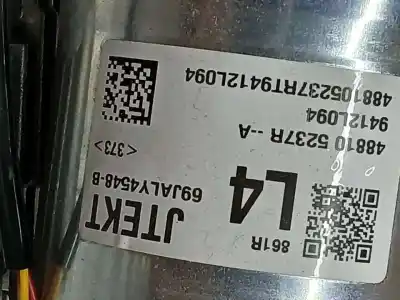 861R
L4
JTEKT
69JALY4548-B
<373>
48810 5237R --A
9412L094
488105237RT9412L094